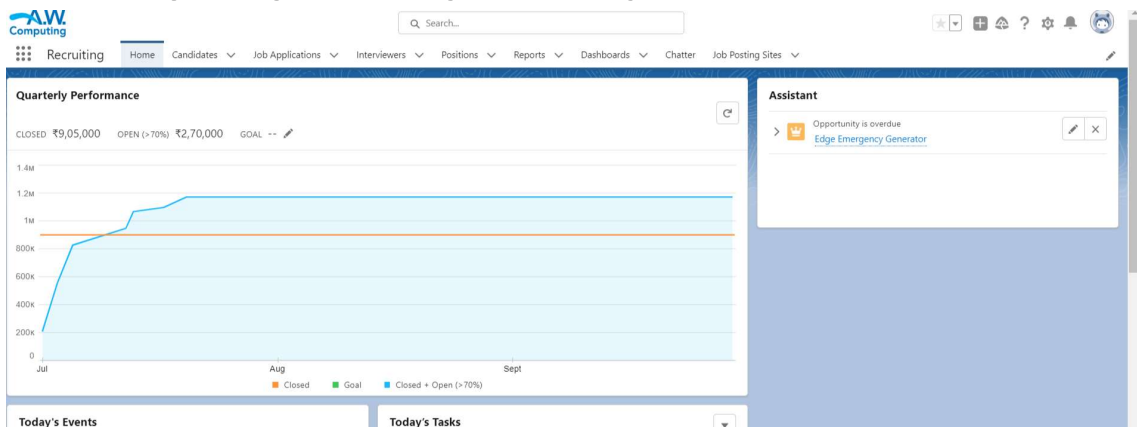 A.W.
Computing
Search...
Recruiting Home Candidates Job Applications Interviewers Positions Reports Dashboards Chatter Job Posting Sites
Quarterly Performance
CLOSED ₹9,05,000 OPEN (>70%) ₹2,70,000 GOAL --
1.4M
1.2M
1M
800K
600K
400K
200K
0
Jul Aug Sept
Closed Goal Closed + Open (>70%)
Assistant
Opportunity is overdue
Edge Emergency Generator
Today's Events
Today's Tasks